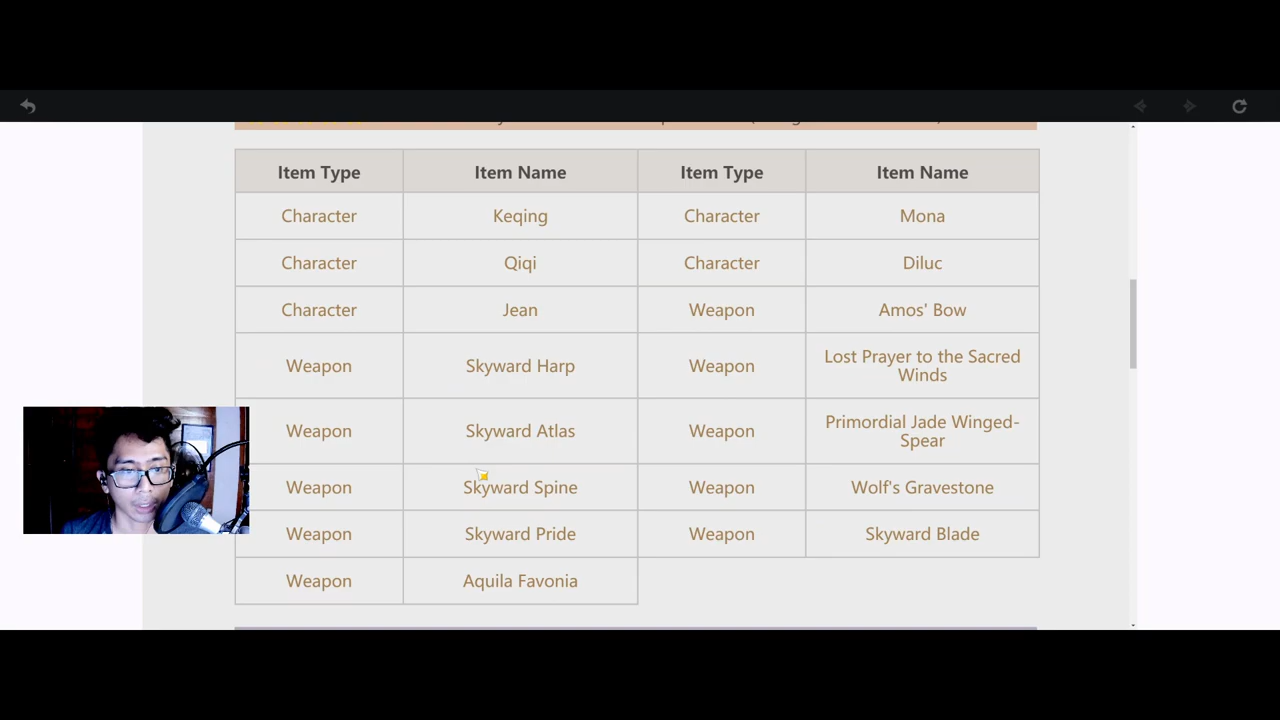 Item Type Item Name Item Type Item Name
Character Keqing Character Mona
Character Qiqi Character Diluc
Character Jean Weapon Amos' Bow
Weapon Skyward Harp Weapon Lost Prayer to the Sacred
Winds
Weapon Skyward Atlas Weapon Primordial Jade Winged-
Spear
Weapon Skyward Spine Weapon Wolf's Gravestone
Weapon Skyward Pride Weapon Skyward Blade
Weapon Aquila Favonia